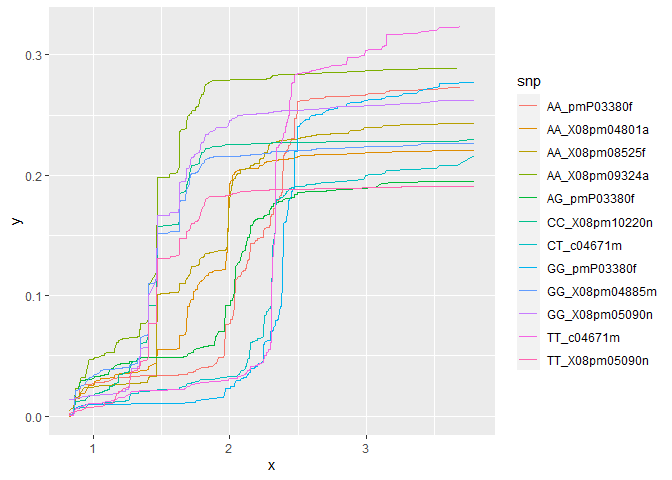 0.3
0.2
0.1
0.0
y
1
2
3
x
snp
AA_pmP03380f
AA_X08pm04801a
AA_X08pm08525f
AA_X08pm09324a
AG_pmP03380f
CC_X08pm10220n
CT_c04671m
GG_pmP03380f
GG_X08pm04885m
GG_X08pm05090n
TT_c04671m
TT_X08pm05090n